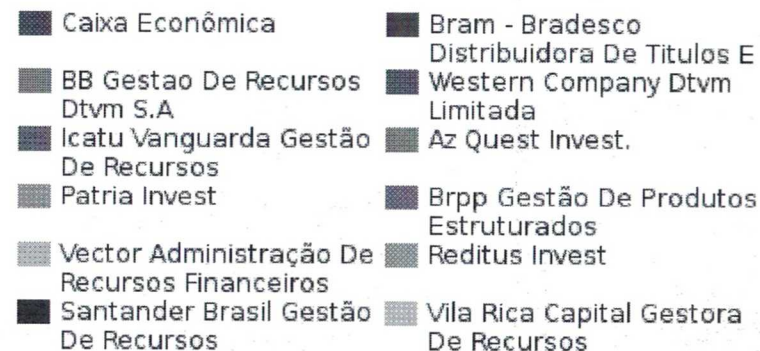 Caixa Econômica
Bram - Bradesco
Distribuidora De Titulos E
BB Gestao De Recursos
Dtvm S.A
Western Company Dtvm
Limitada
Icatu Vanguarda Gestão
De Recursos
Az Quest Invest.
Patria Invest
Brpp Gestão De Produtos
Estruturados
Vector Administração De
Recursos Financeiros
Reditus Invest
Santander Brasil Gestão
De Recursos
Vila Rica Capital Gestora
De Recursos